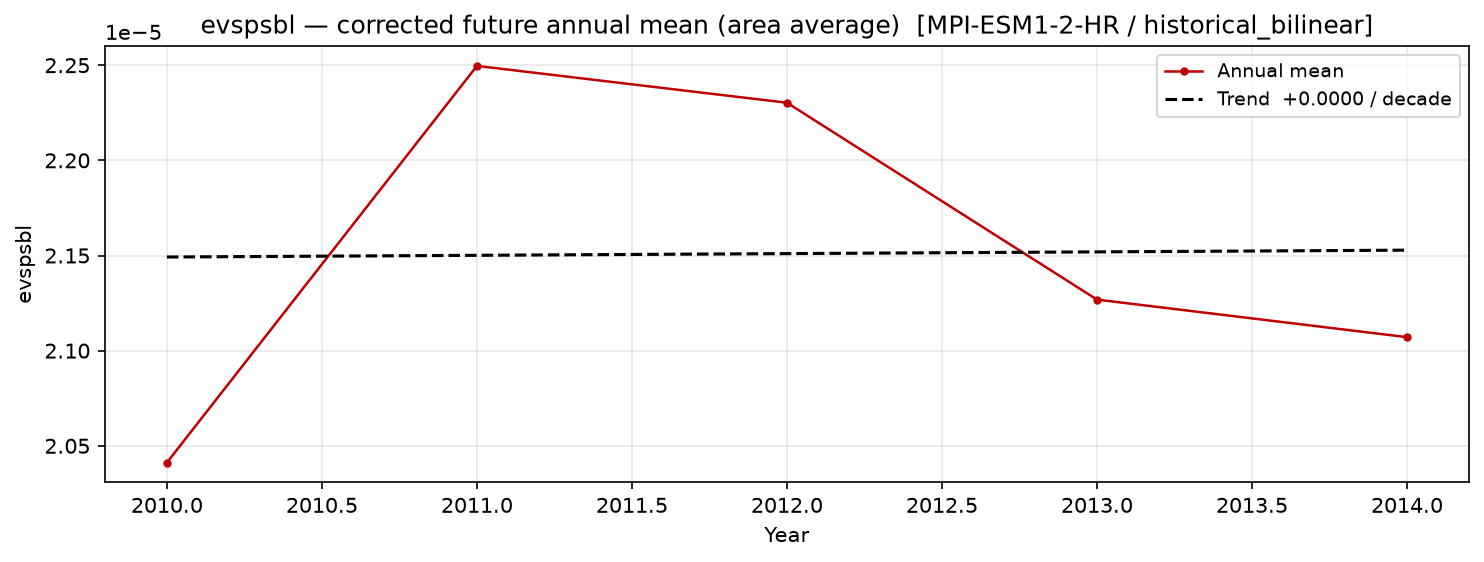 evspsbl — corrected future annual mean (area average)  [MPI-ESM1-2-HR / historical_bilinear]
1e−5
2.25
2.20
2.15
2.10
2.05
evspsbl
Annual mean
Trend  +0.0000 / decade
2010.0
2010.5
2011.0
2011.5
2012.0
2012.5
2013.0
2013.5
2014.0
Year